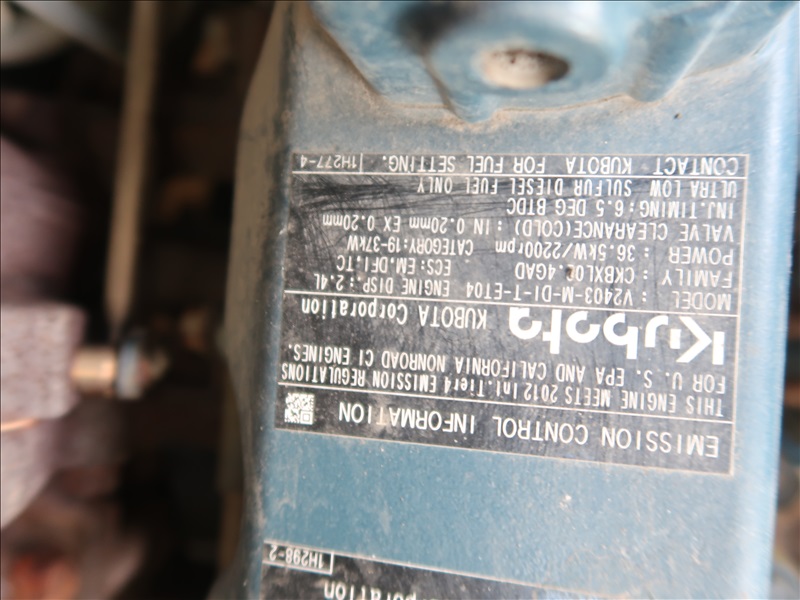 EMISSION CONTROL INFORMATION
THIS ENGINE MEETS 2012 Int.Tier4 EMISSION REGULATIONS
FOR U. S. EPA AND CALIFORNIA NONROAD CI ENGINES.
Kubota KUBOTA Corporation
MODEL : V2403-M-DI-T-ET04 ENGINE DISP : 2.4L
FAMILY : CKBXL02.4GAD ECS: EM,DFI,TC
POWER : 36.5kW/2200rpm CATEGORY:19-37kW
VALVE CLEARANCE(COLD) : IN 0.20mm EX 0.20mm
INJ.TIMING:6.5 DEG BTDC
ULTRA LOW SULFUR DIESEL FUEL ONLY
CONTACT KUBOTA FOR FUEL SETTING. 1H277-4
1H298-2